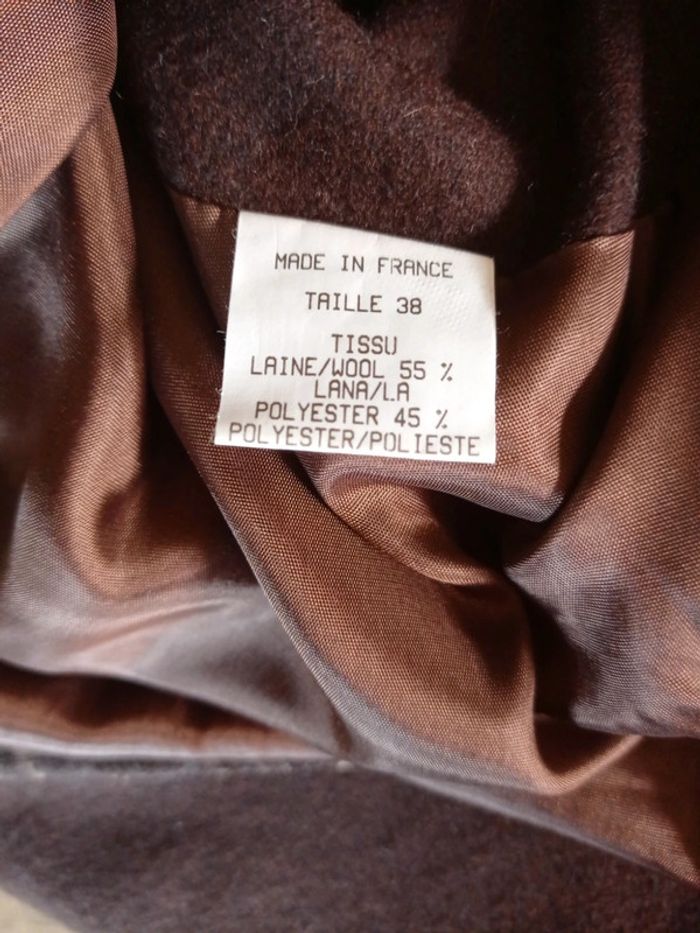 MADE IN FRANCE
TAILLE 38
TISSU
LAINE/WOOL 55 %
LANA/LA
POLYESTER 45 %
POLYESTER/POLIESTE